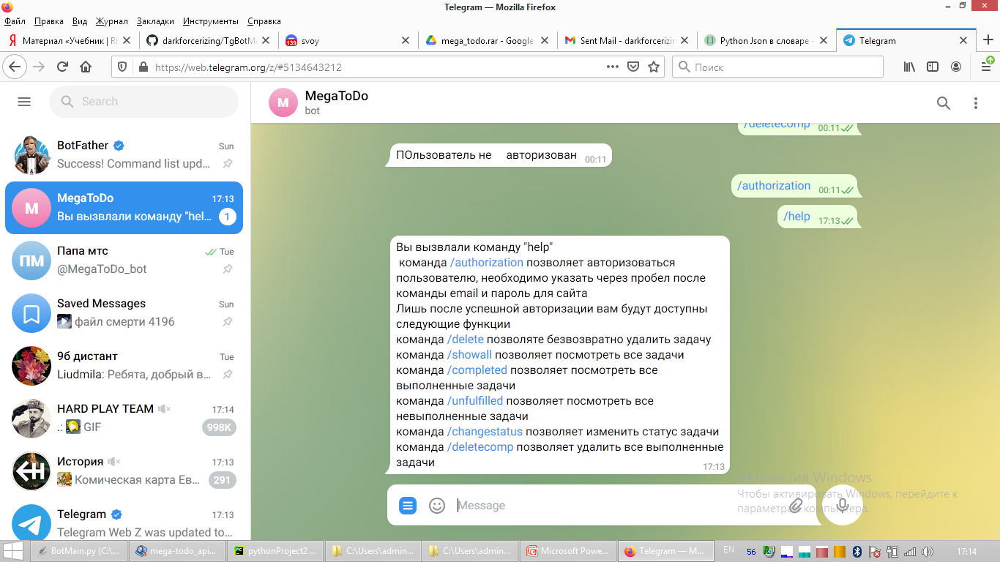 Telegram — Mozilla Firefox
Файл Правка Вид Журнал Закладки Инструменты Справка
Материал «Учебник | RE
darkforcerizing/TgBotMe
139 svoy
mega_todo.rar - Google
Sent Mail - darkforcerizin
Python Json в словаре -
Telegram
https://web.telegram.org/z/#5134643212
Поиск
Search
M
MegaToDo
bot
BotFather Sun
Success! Command list upd...
M
MegaToDo 17:13
Вы вызвлали команду "hel... 1
ПМ
Папа мтс Tue
@MegaToDo_bot
Saved Messages Sun
файл смерти 4196
9б дистант Tue
Liudmila: Ребята, добрый в...
HARD PLAY TEAM 17:14
.: GIF 998K
История 17:13
Комическая карта Ев... 291
Telegram 17:13
Telegram Web Z was updated to...
/deletecomp 00:11
ПОльзователь не авторизован 00:11
/authorization 00:11
/help 17:13
Вы вызвлали команду "help"
команда /authorization позволяет авторизоваться
пользователю, необходимо указать через пробел после
команды email и пароль для сайта
Лишь после успешной авторизации вам будут доступны
следующие функции
команда /delete позволяте безвозвратно удалить задачу
команда /showall позволяет посмотреть все задачи
команда /completed позволяет посмотреть все
выполненные задачи
команда /unfulfilled позволяет посмотреть все
невыполненные задачи
команда /changestatus позволяет изменить статус задачи
команда /deletecomp позволяет удалить все выполненные
задачи 17:13
Message
Активация Windows
Чтобы активировать Windows, перейдите к
параметрам компьютера.
BotMain.py (C:\...
mega-todo_api...
pythonProject2 ...
C:\Users\admin...
C:\Users\admin...
Microsoft Powe...
Telegram — M...
EN
56
17:14